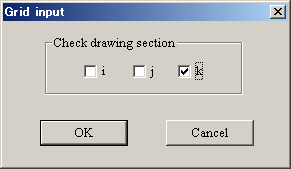 Grid input
Check drawing section
i j k
OK Cancel